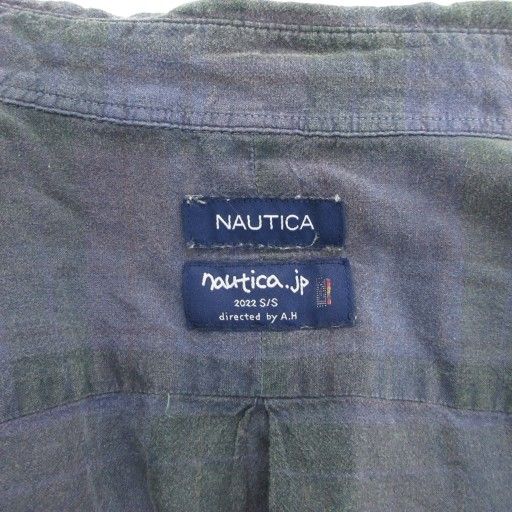 NAUTICA
nautica.jp
2022 S/S
directed by A.H